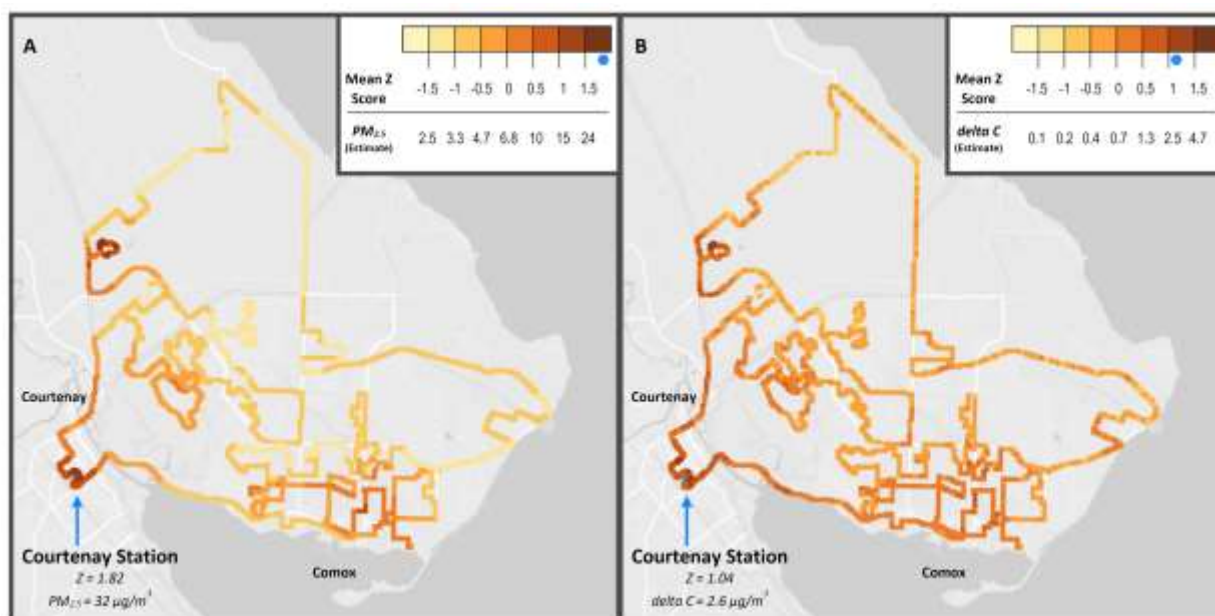 A
Mean Z
Score
-1.5 -1 -0.5 0 0.5 1 1.5
PM2.5
(Estimate)
2.5 3.3 4.7 6.8 10 15 24
Courtenay
Courtenay Station
Z = 1.82
PM2.5 = 32 µg/m³
Comox
B
Mean Z
Score
-1.5 -1 -0.5 0 0.5 1 1.5
delta C
(Estimate)
0.1 0.2 0.4 0.7 1.3 2.5 4.7
Courtenay
Courtenay Station
Z = 1.04
delta C = 2.6 µg/m³
Comox